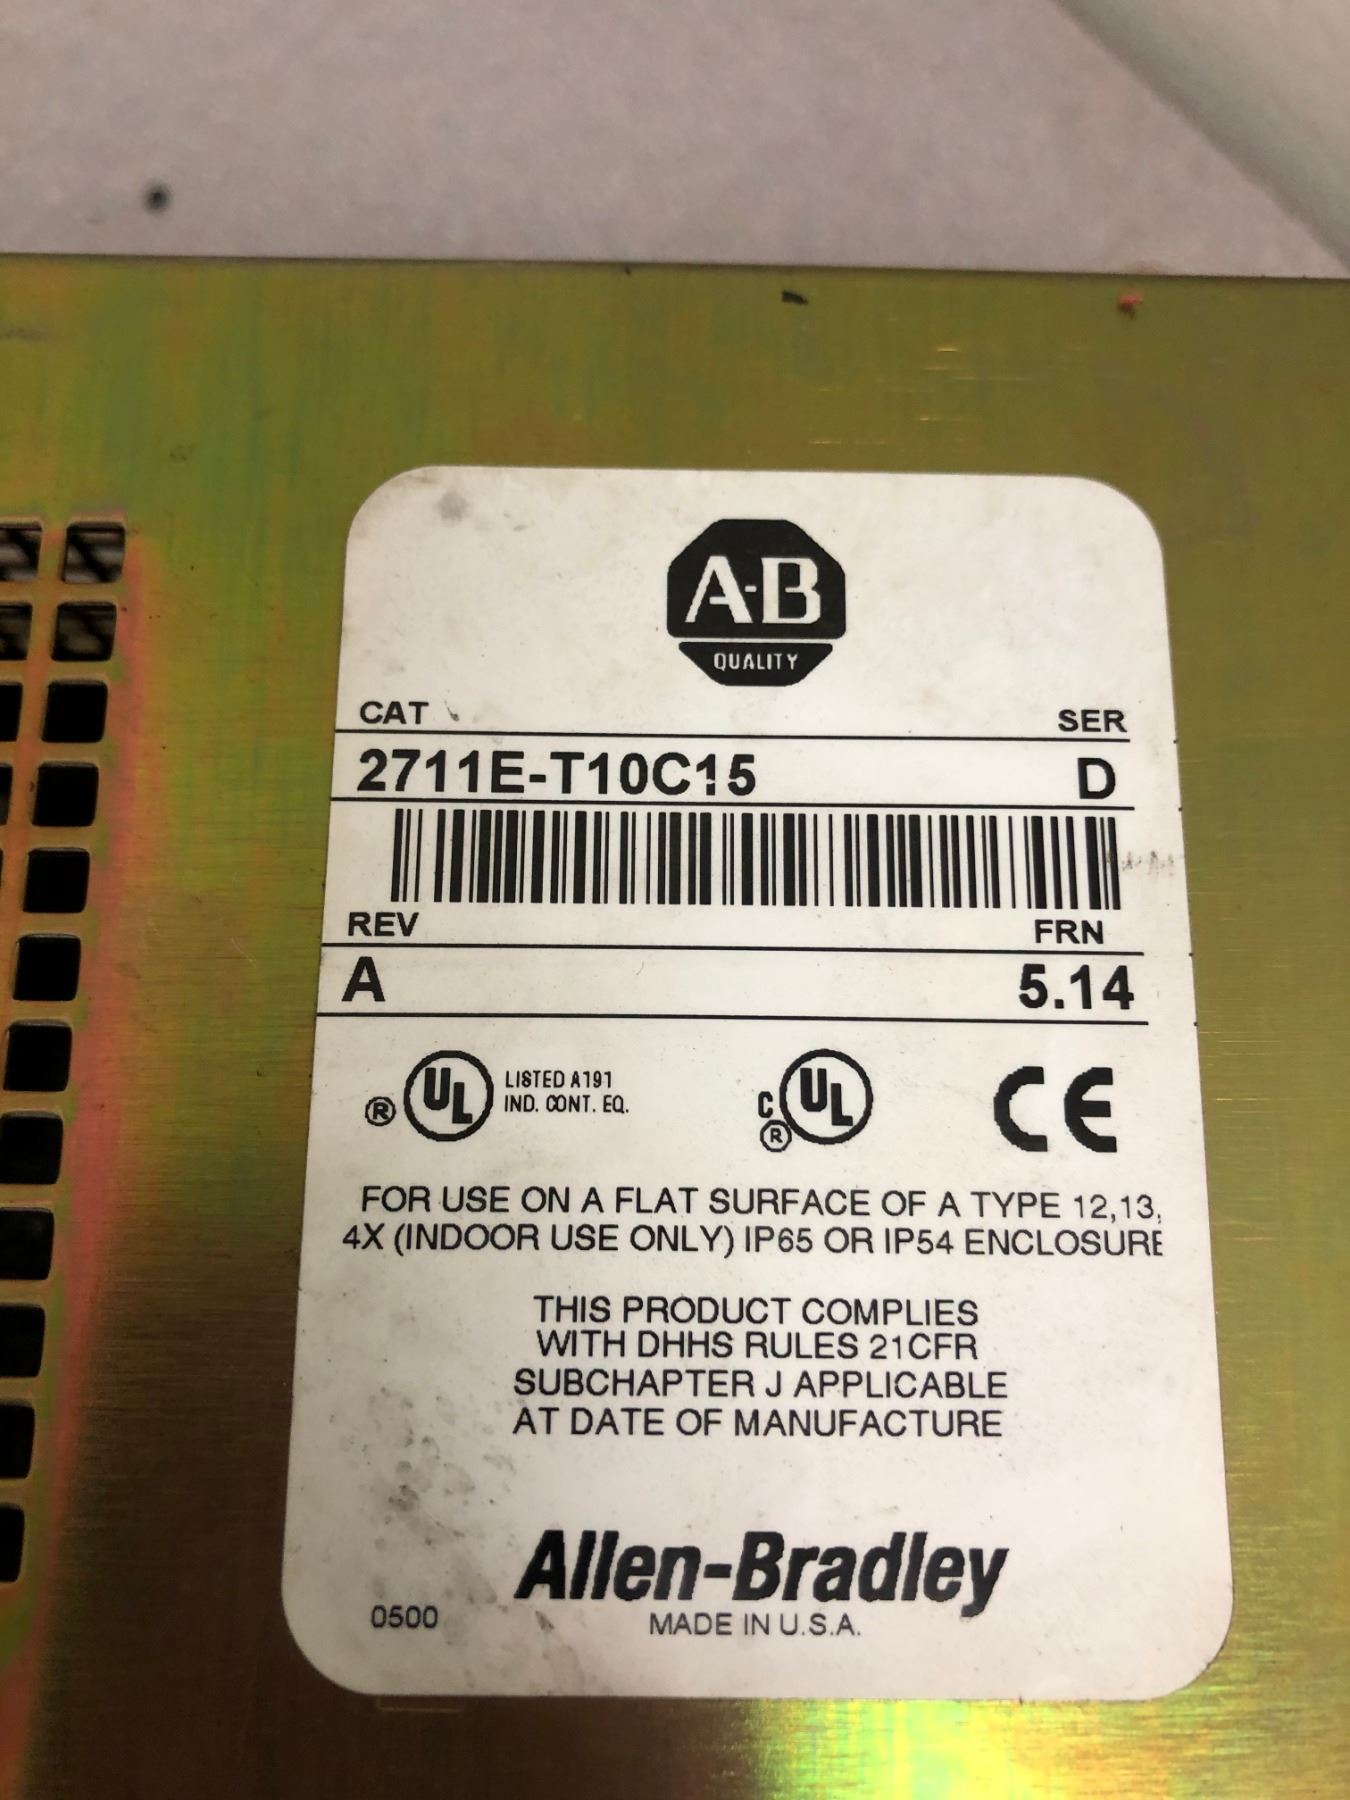 A-B
QUALITY
CAT SER
2711E-T10C15 D
REV FRN
A 5.14
® UL LISTED A191
IND. CONT. EQ.
C UL ®
CE
FOR USE ON A FLAT SURFACE OF A TYPE 12,13,
4X (INDOOR USE ONLY) IP65 OR IP54 ENCLOSURE
THIS PRODUCT COMPLIES
WITH DHHS RULES 21CFR
SUBCHAPTER J APPLICABLE
AT DATE OF MANUFACTURE
Allen-Bradley
0500 MADE IN U.S.A.